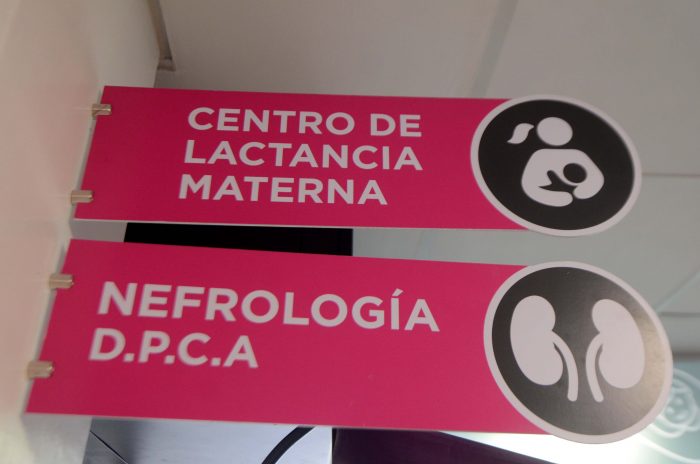 CENTRO DE
LACTANCIA
MATERNA
NEFROLOGÍA
D.P.C.A